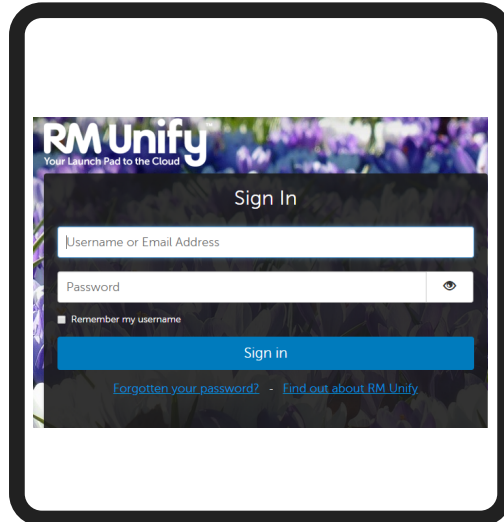 RM Unify
Your Launch Pad to the Cloud
Sign In
Username or Email Address
Password
Remember my username
Sign in
Forgotten your password? - Find out about RM Unify